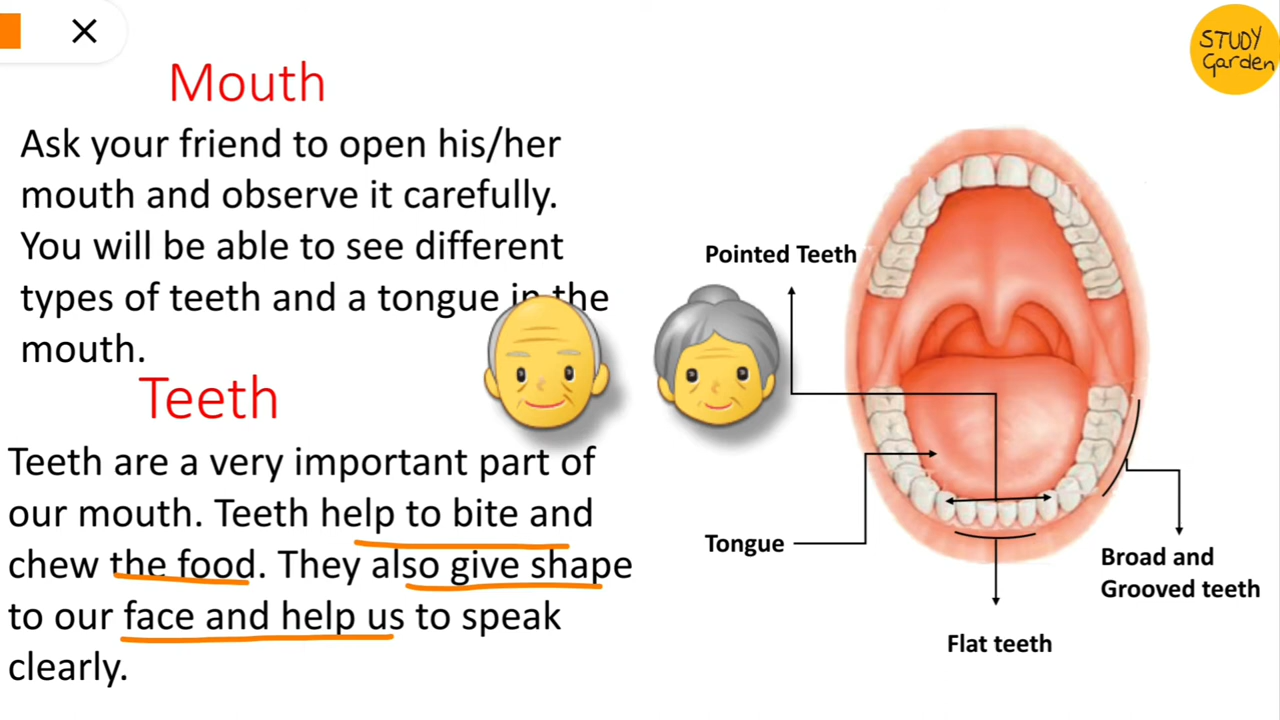 STUDY
Garden
Mouth
Ask your friend to open his/her
mouth and observe it carefully.
You will be able to see different
types of teeth and a tongue in the
mouth.
Teeth
Teeth are a very important part of
our mouth. Teeth help to bite and
chew the food. They also give shape
to our face and help us to speak
clearly.
Pointed Teeth
Tongue
Broad and
Grooved teeth
Flat teeth